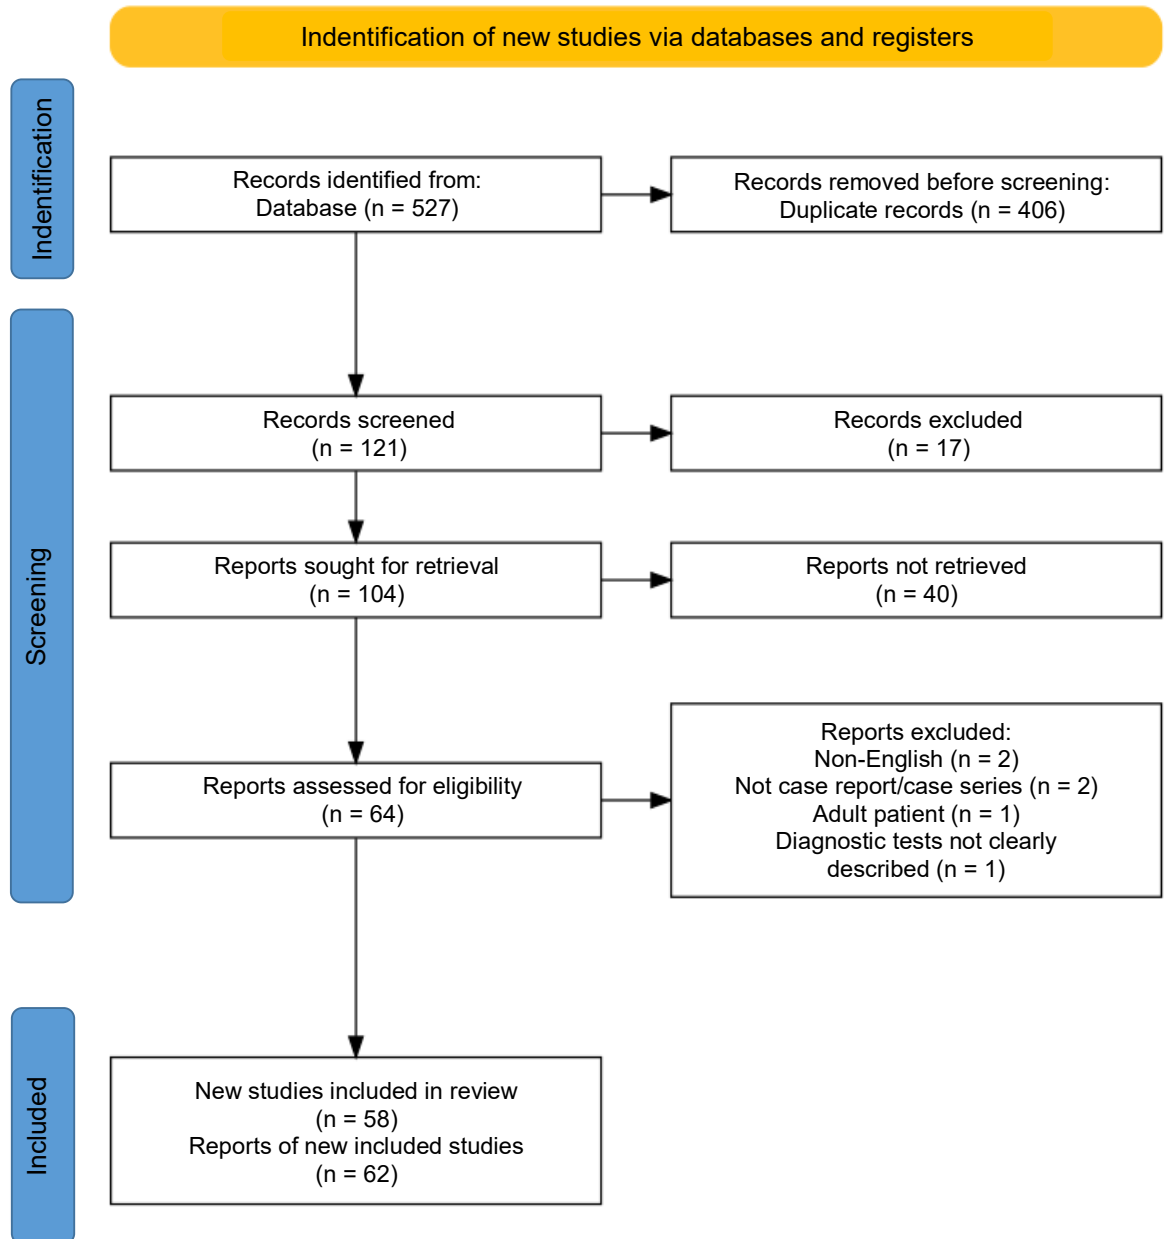 Indentification of new studies via databases and registers
Indentification
Records identified from:
Database (n = 527)
Records removed before screening:
Duplicate records (n = 406)
Screening
Records screened
(n = 121)
Records excluded
(n = 17)
Reports sought for retrieval
(n = 104)
Reports not retrieved
(n = 40)
Reports assessed for eligibility
(n = 64)
Reports excluded:
Non-English (n = 2)
Not case report/case series (n = 2)
Adult patient (n = 1)
Diagnostic tests not clearly
described (n = 1)
Included
New studies included in review
(n = 58)
Reports of new included studies
(n = 62)